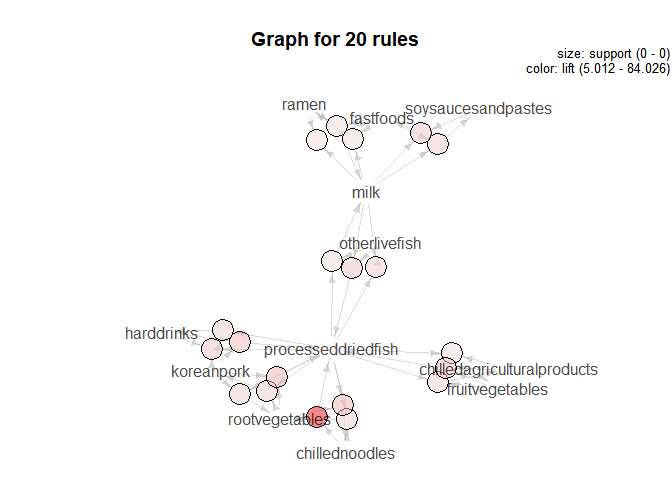 Graph for 20 rules
size: support (0 - 0)
color: lift (5.012 - 84.026)
ramen
fastfoods
soysaucesandpastes
milk
otherlivefish
harddrinks
processeddriedfish
koreanpork
chilledagriculturalproducts
fruitvegetables
rootvegetables
chillednoodles